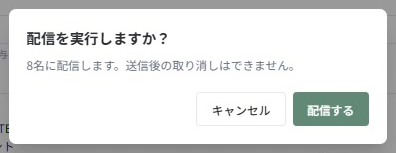 配信を実行しますか？
8名に配信します。送信後の取り消しはできません。
キャンセル
配信する